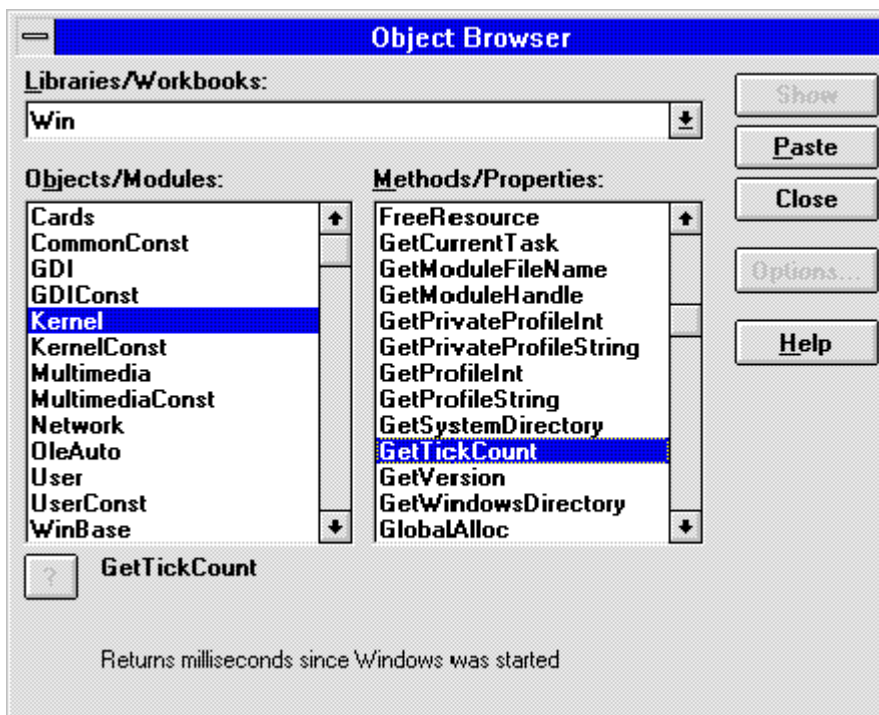 Object Browser
Libraries/Workbooks:
Win
Show
Paste
Close
Options...
Help
Objects/Modules:
Cards
CommonConst
GDI
GDIConst
Kernel
KernelConst
Multimedia
MultimediaConst
Network
OleAuto
User
UserConst
WinBase
Methods/Properties:
FreeResource
GetCurrentTask
GetModuleFileName
GetModuleHandle
GetPrivateProfileInt
GetPrivateProfileString
GetProfileInt
GetProfileString
GetSystemDirectory
GetTickCount
GetVersion
GetWindowsDirectory
GlobalAlloc
?
GetTickCount
Returns milliseconds since Windows was started